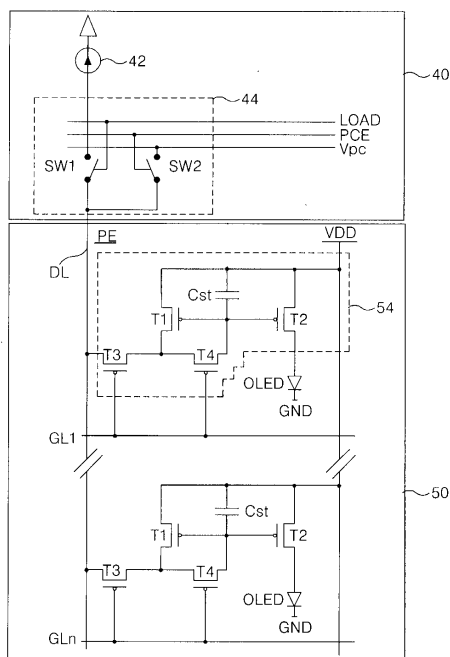 42
40
44
LOAD
PCE
Vpc
SW1
SW2
PE
VDD
DL
Cst
54
T1
T2
T3
T4
OLED
GND
GL1
50
Cst
T1
T2
T3
T4
OLED
GND
GLn